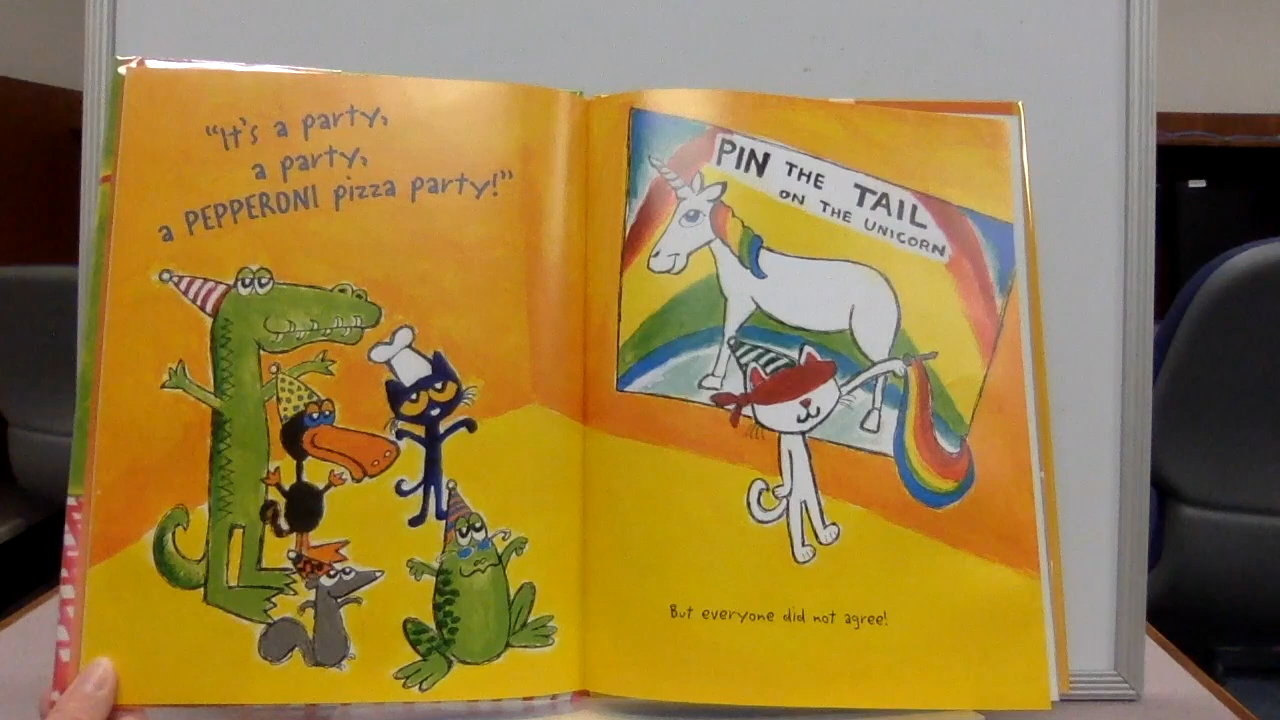 "It's a party,
a party,
a PEPPERONI pizza party!"
PIN THE TAIL
ON THE UNICORN
But everyone did not agree!